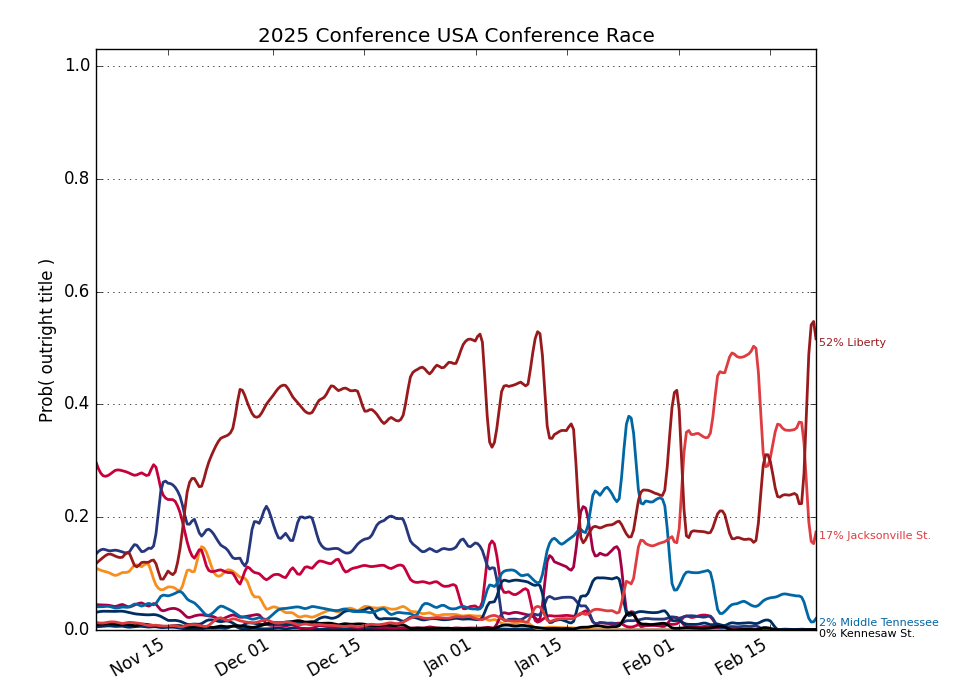 2025 Conference USA Conference Race
1.0
0.8
0.6
0.4
0.2
0.0
Prob( outright title )
52% Liberty
17% Jacksonville St.
2% Middle Tennessee
0% Kennesaw St.
Nov 15
Dec 01
Dec 15
Jan 01
Jan 15
Feb 01
Feb 15